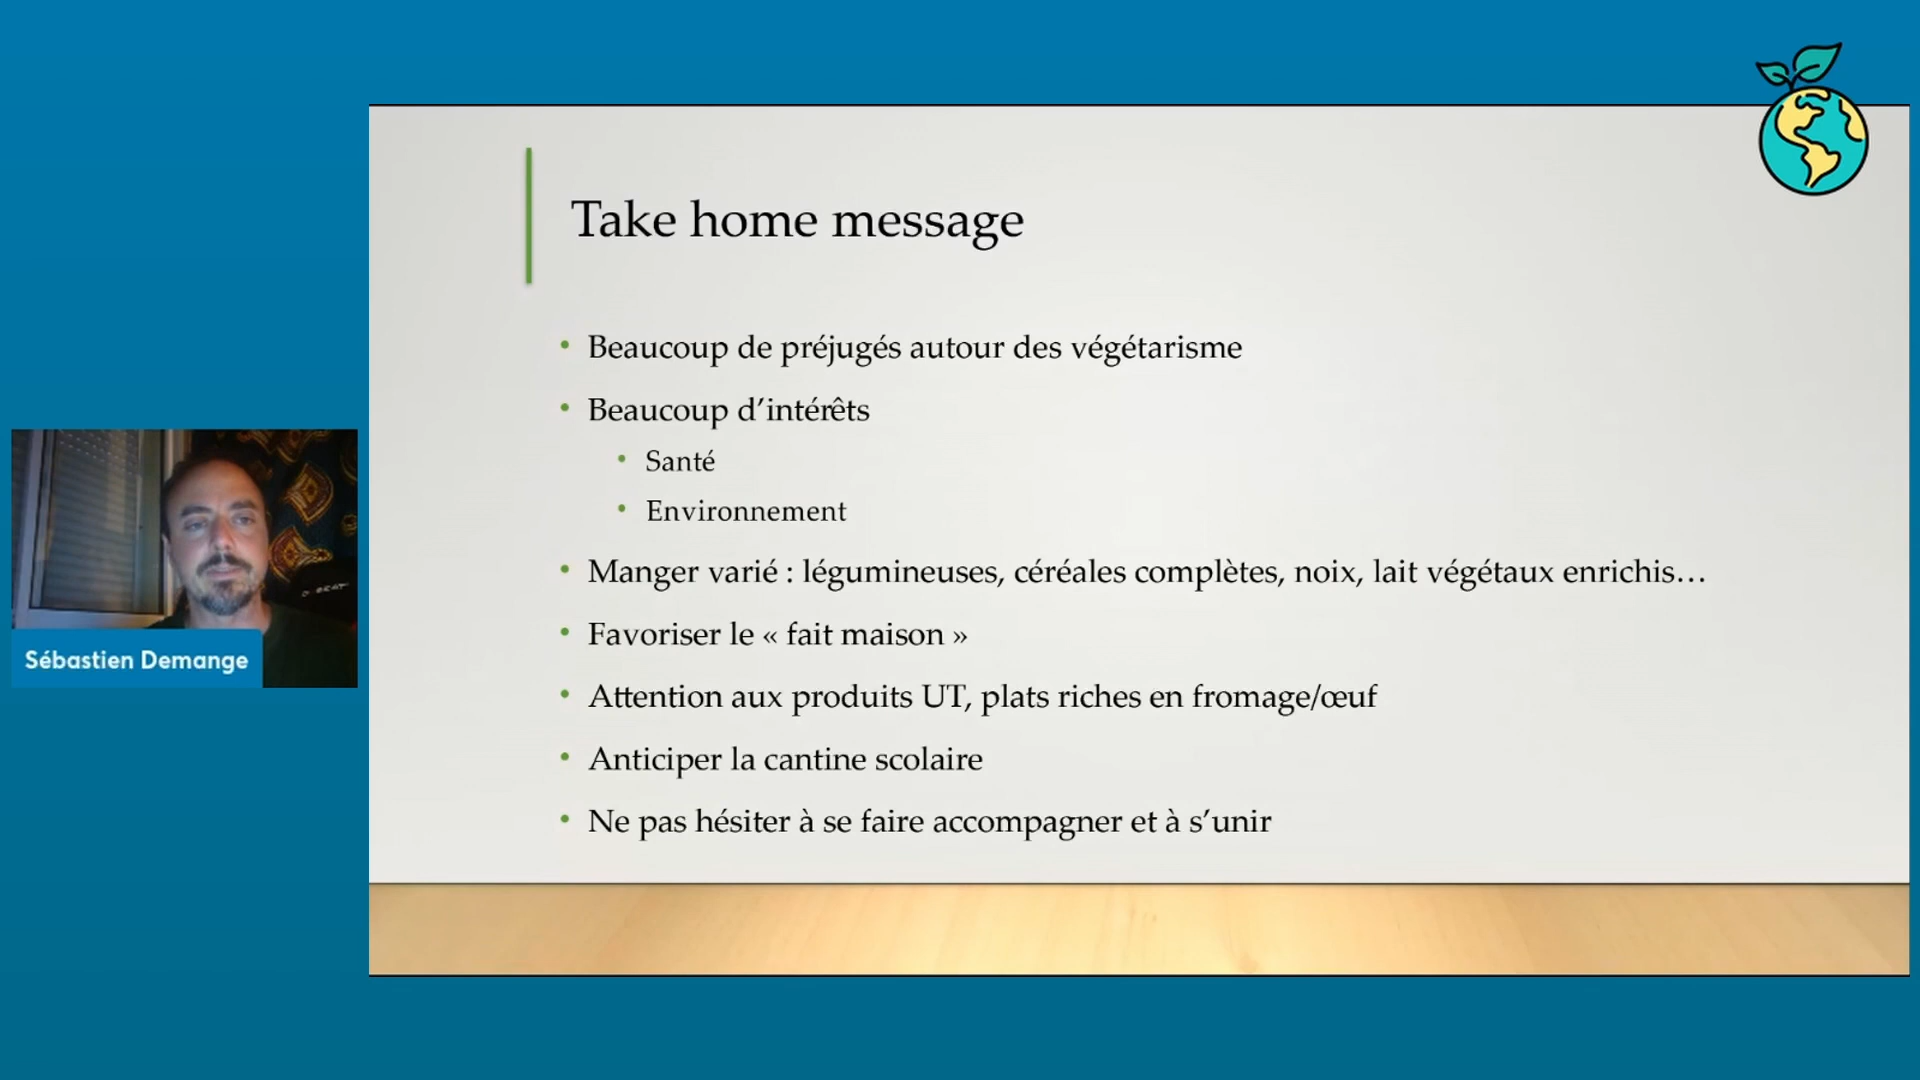 Take home message
Beaucoup de préjugés autour des végétarisme
Beaucoup d’intérêts
Santé
Environnement
Manger varié : légumineuses, céréales complètes, noix, lait végétaux enrichis…
Favoriser le « fait maison »
Attention aux produits UT, plats riches en fromage/œuf
Anticiper la cantine scolaire
Ne pas hésiter à se faire accompagner et à s’unir
Sébastien Demange